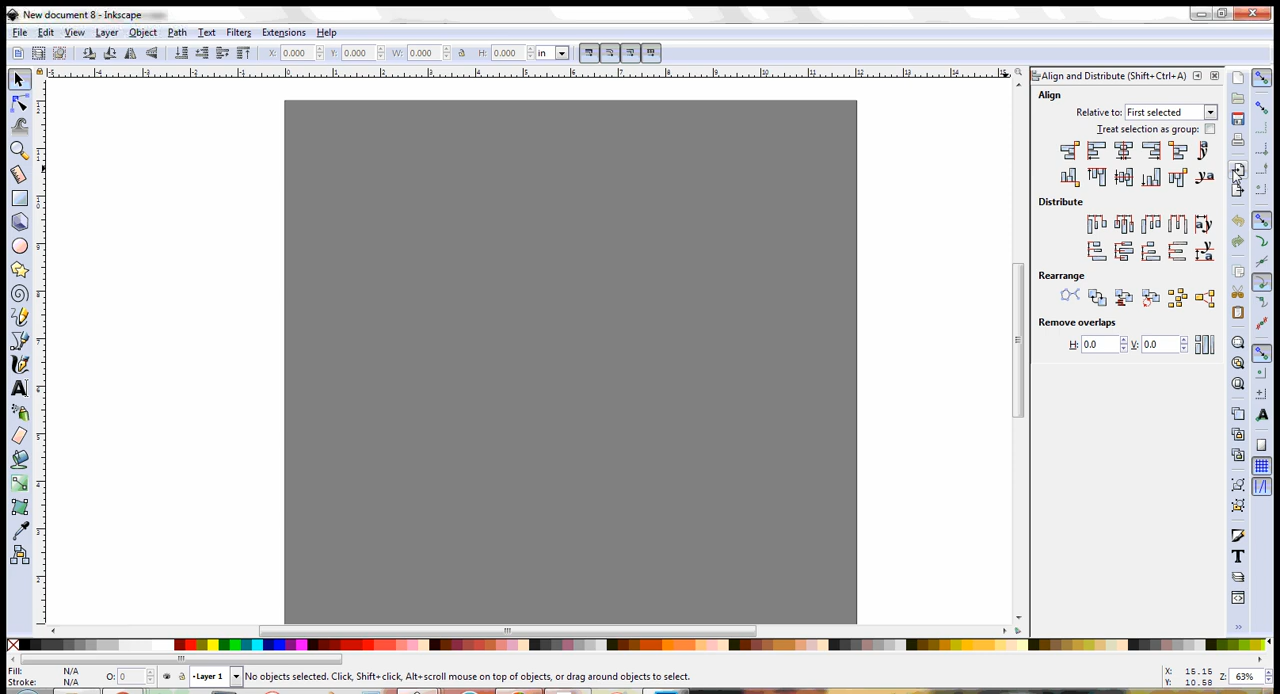 New document 8 - Inkscape
File Edit View Layer Object Path Text Filters Extensions Help
X: 0.000 Y: 0.000 W: 0.000 H: 0.000 in
Align and Distribute (Shift+Ctrl+A)
Align
Relative to: First selected
Treat selection as group:
Distribute
Rearrange
Remove overlaps
H: 0.0 V: 0.0
Fill: N/A
Stroke: N/A
O: 0
Layer 1
No objects selected. Click, Shift+click, Alt+scroll mouse on top of objects, or drag around objects to select.
X: 15.15
Y: 10.58
Z: 63%